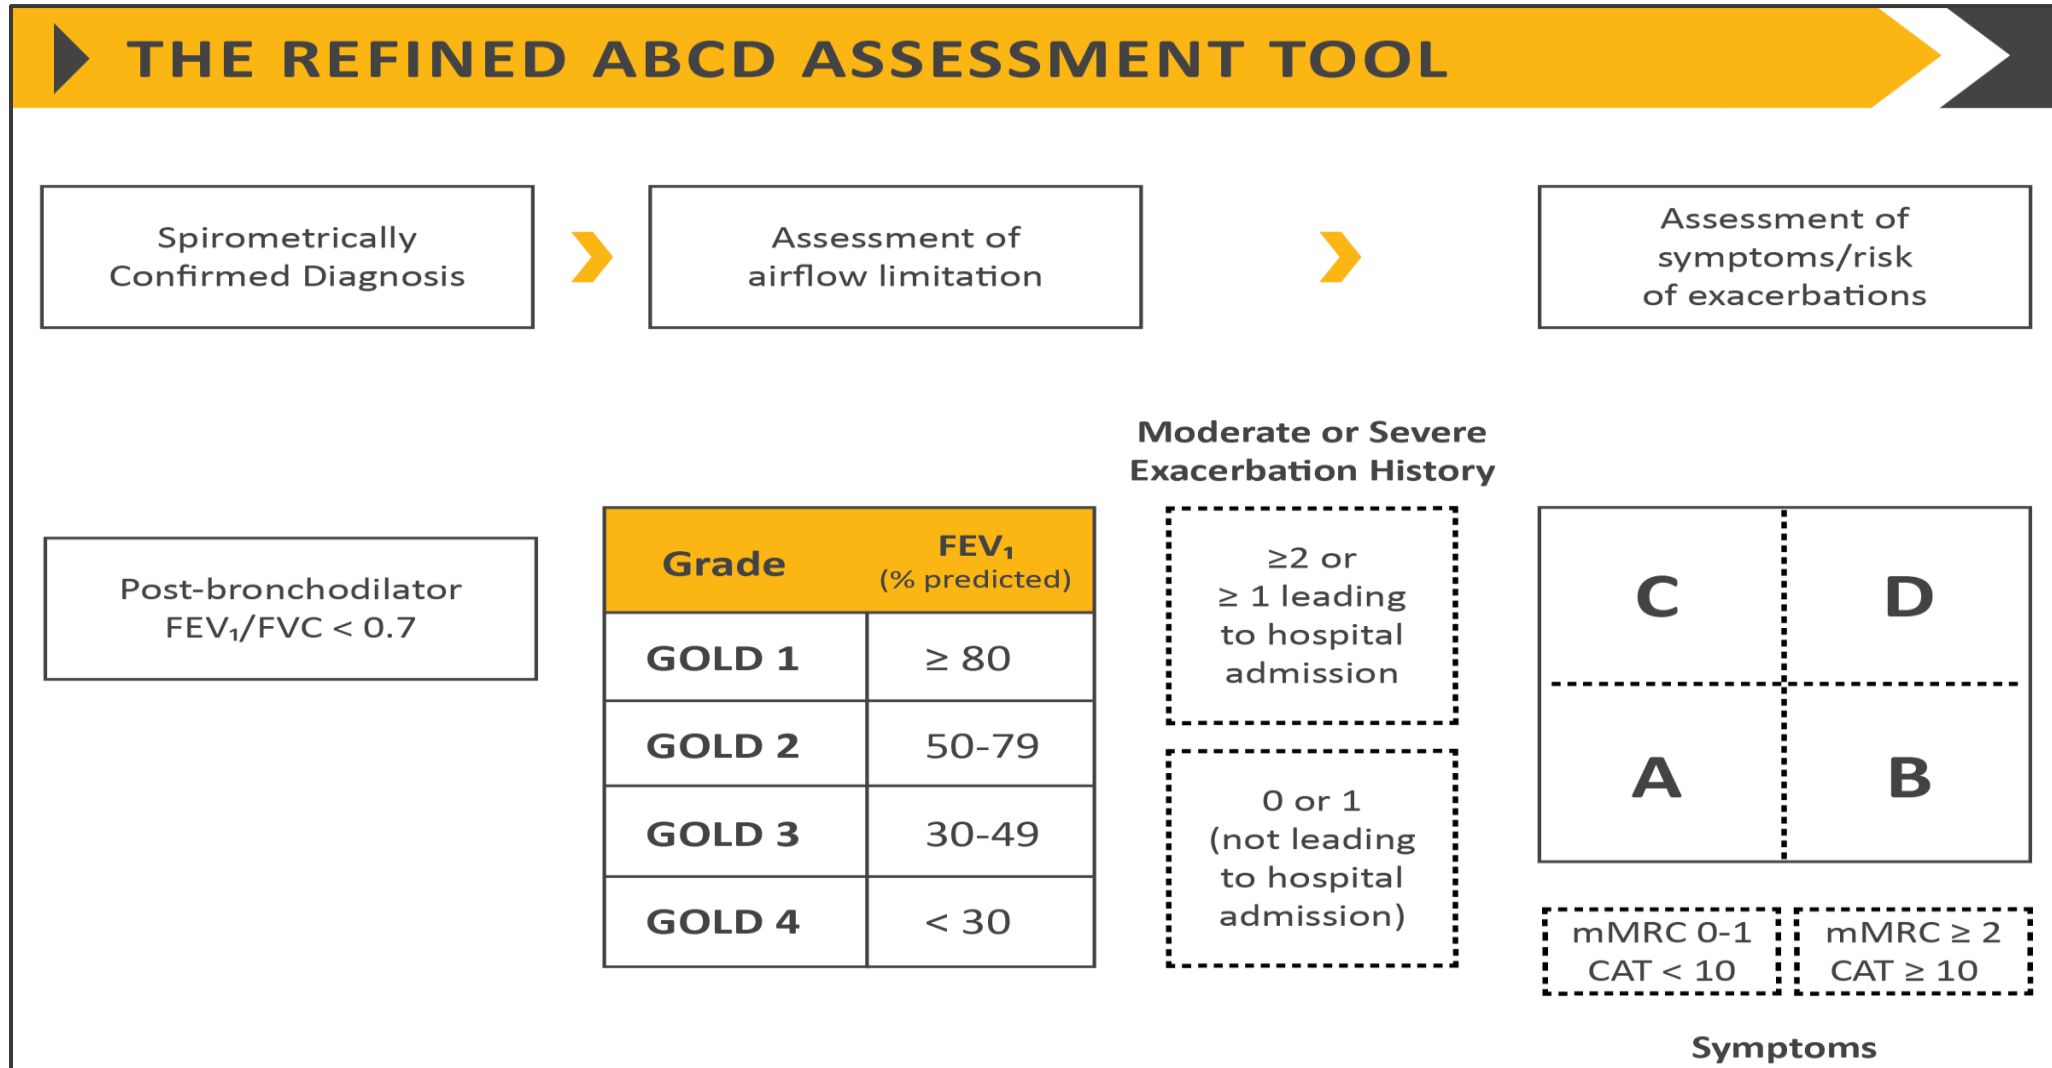 THE REFINED ABCD ASSESSMENT TOOL
Spirometrically
Confirmed Diagnosis
Assessment of
airflow limitation
Assessment of
symptoms/risk
of exacerbations
Post-bronchodilator
FEV₁/FVC < 0.7
Grade
FEV₁
(% predicted)
GOLD 1
≥ 80
GOLD 2
50-79
GOLD 3
30-49
GOLD 4
< 30
Moderate or Severe
Exacerbation History
≥2 or
≥ 1 leading
to hospital
admission
0 or 1
(not leading
to hospital
admission)
C
D
A
B
mMRC 0-1
CAT < 10
mMRC ≥ 2
CAT ≥ 10
Symptoms